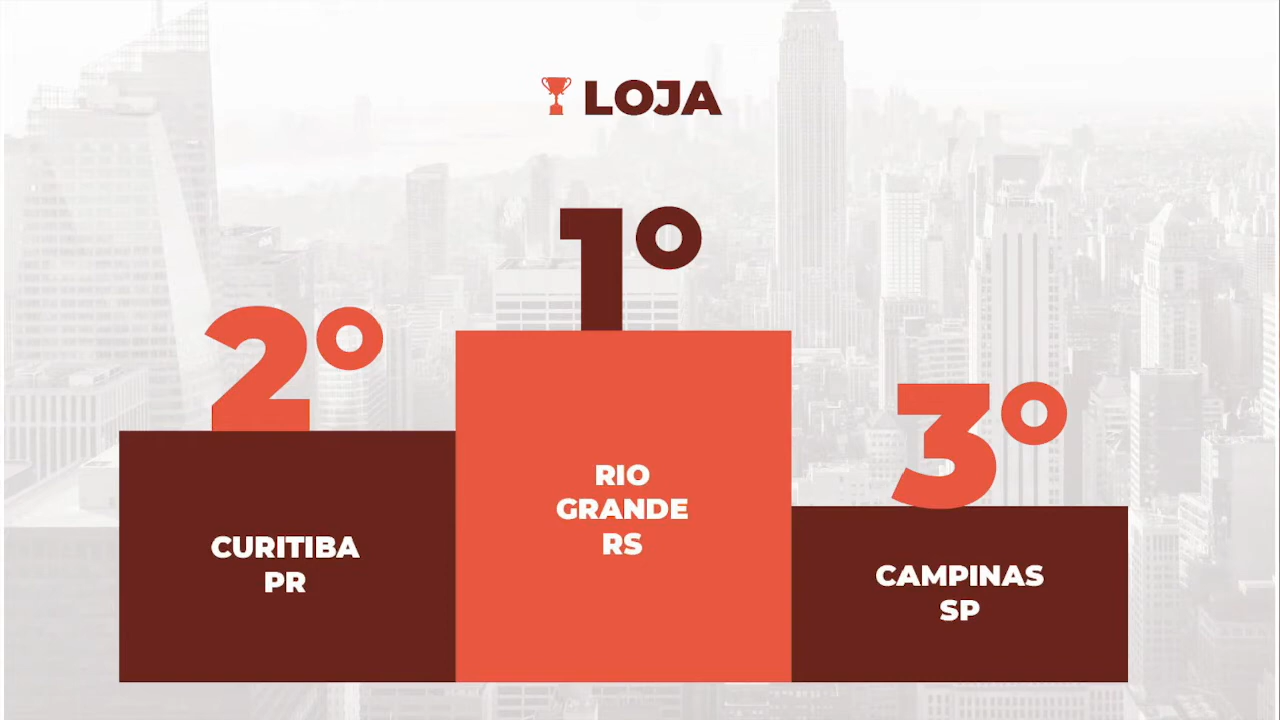 LOJA
1º
2º
3º
RIO
GRANDE
RS
CURITIBA
PR
CAMPINAS
SP